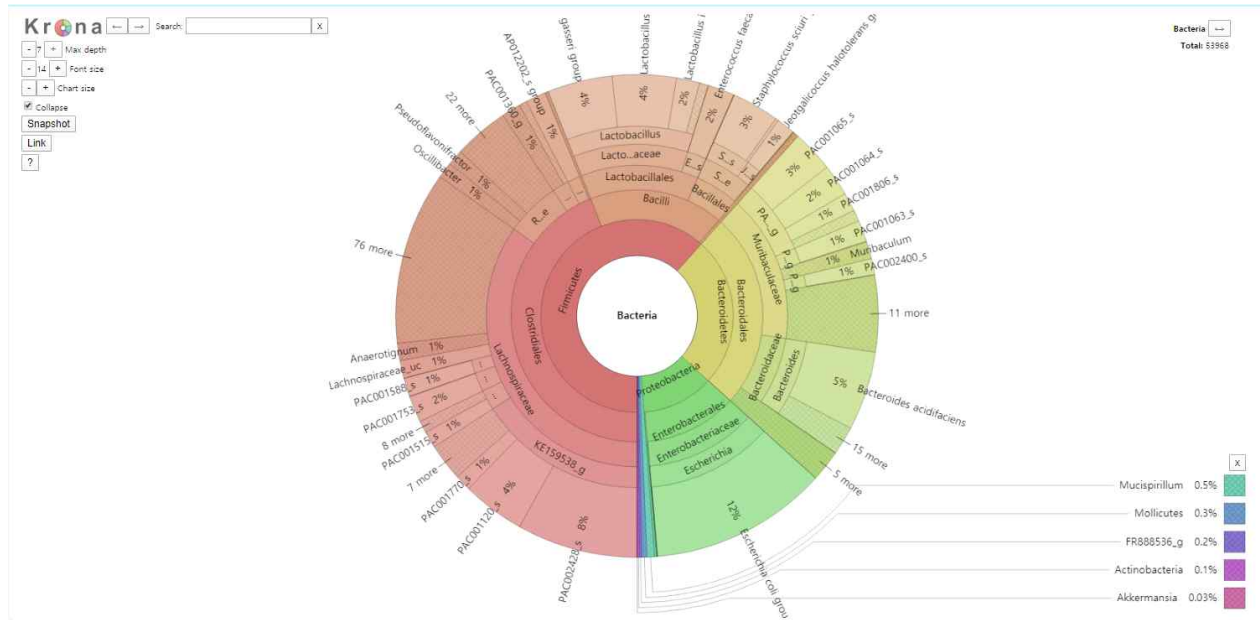 Krona ← → Search: x
- 7 + Max depth
- 14 + Font size
- + Chart size
Collapse
Snapshot
Link
?
Bacteria ↔
Total: 53968
Bacteria
Firmicutes
Clostridiales
Lachnospiraceae
KE159538_g
PAC002428_s 8%
PAC001120_s 4%
PAC001770_s 1%
7 more
PAC001515_s 1%
8 more
PAC001753_s 2%
PAC001588_s 1%
Lachnospiraceae_uc 1%
Anaerotignum 1%
76 more
Oscillibacter 1%
Pseudoflavonifractor 1%
R...e
22 more
PAC001360_g 1%
AP012202_s group 1%
Bacilli
Lactobacillales
Lacto...aceae
Lactobacillus
gasseri group 4%
Lactobacillus 4%
Lactobacillus i 2%
E...s
Enterococcus faeca 2%
Bacillales
S...e
S...s
Staphylococcus sciuri 3%
J...s
Jeotgalicoccus halotolerans g 1%
Bacteroidetes
Bacteroidales
Muribaculaceae
PA...g
PAC001065_s 3%
PAC001064_s 2%
PAC001806_s 1%
P...g
PAC001063_s 1%
Muribaculum 1%
P...g
PAC002400_s 1%
11 more
Bacteroidaceae
Bacteroides
Bacteroides acidifaciens 5%
15 more
5 more
Proteobacteria
Enterobacterales
Enterobacteriaceae
Escherichia
Escherichia coli grou 12%
x
Mucispirillum 0.5%
Mollicutes 0.3%
FR888536_g 0.2%
Actinobacteria 0.1%
Akkermansia 0.03%